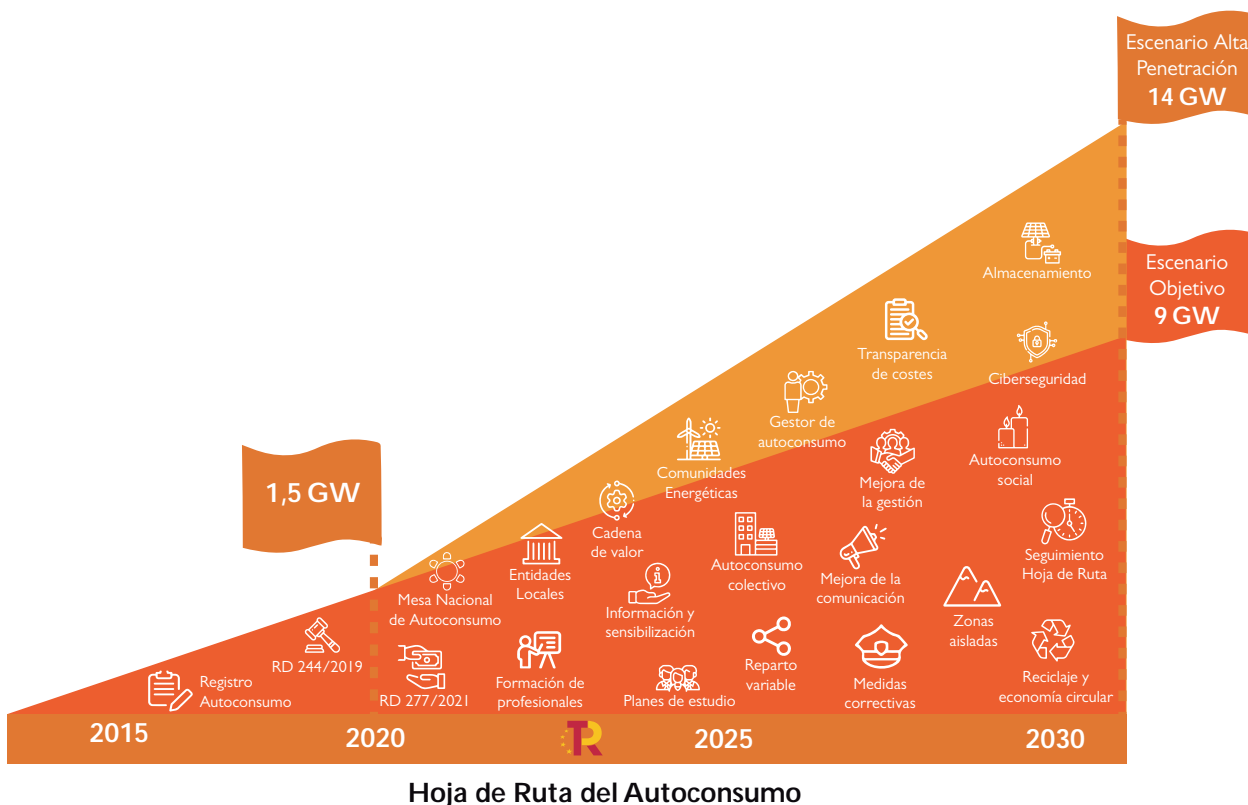 Escenario Alta
Penetración
14 GW
Escenario
Objetivo
9 GW
1,5 GW
Almacenamiento
Transparencia
de costes
Ciberseguridad
Gestor de
autoconsumo
Comunidades
Energéticas
Mejora de
la gestión
Autoconsumo
social
Cadena
de valor
Entidades
Locales
Mesa Nacional
de Autoconsumo
Información y
sensibilización
Autoconsumo
colectivo
Mejora de la
comunicación
Seguimiento
Hoja de Ruta
Zonas
aisladas
RD 244/2019
Registro
Autoconsumo
RD 277/2021
Formación de
profesionales
Planes de estudio
Reparto
variable
Medidas
correctivas
Reciclaje y
economía circular
2015
2020
TR
2025
2030
Hoja de Ruta del Autoconsumo